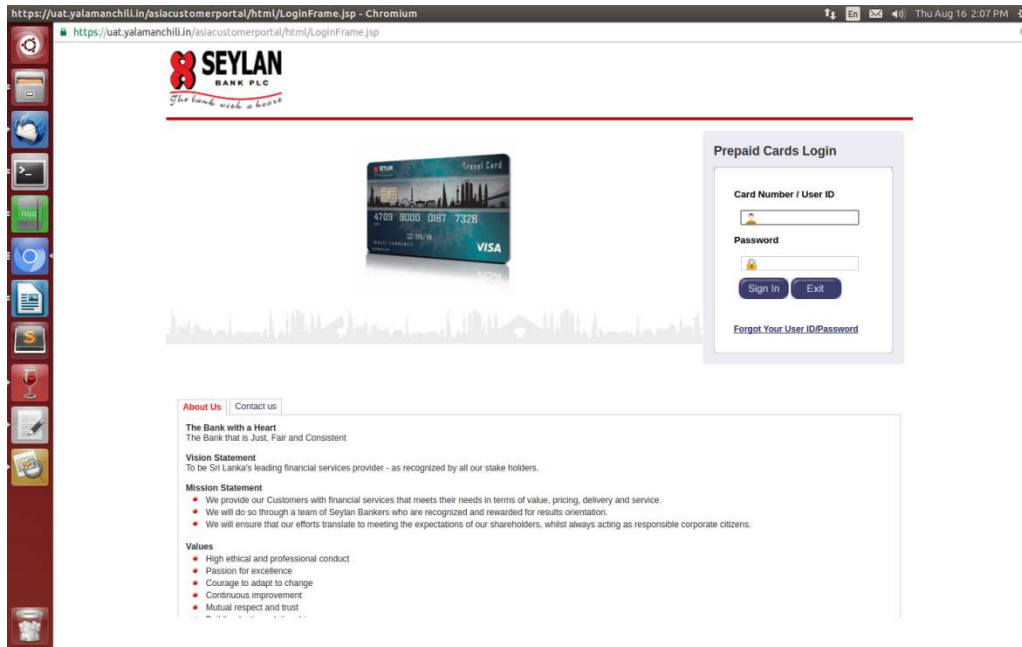 https://uat.yalamanchili.in/asiacustomerportal/html/LoginFrame.jsp - Chromium
En
Thu Aug 16 2:07 PM
https://uat.yalamanchili.in/asiacustomerportal/html/LoginFrame.jsp
SEYLAN
BANK PLC
The bank with a heart
Prepaid Cards Login
Card Number / User ID
Password
Sign In
Exit
Forgot Your User ID/Password
SEYLAN
Travel Card
4709 9000 0187 7328
05/18
MULTI CURRENCY
VISA
About Us
Contact us
The Bank with a Heart
The Bank that is Just, Fair and Consistent
Vision Statement
To be Sri Lanka's leading financial services provider - as recognized by all our stake holders.
Mission Statement
We provide our Customers with financial services that meets their needs in terms of value, pricing, delivery and service.
We will do so through a team of Seylan Bankers who are recognized and rewarded for results orientation.
We will ensure that our efforts translate to meeting the expectations of our shareholders, whilst always acting as responsible corporate citizens.
Values
High ethical and professional conduct
Passion for excellence
Courage to adapt to change
Continuous improvement
Mutual respect and trust